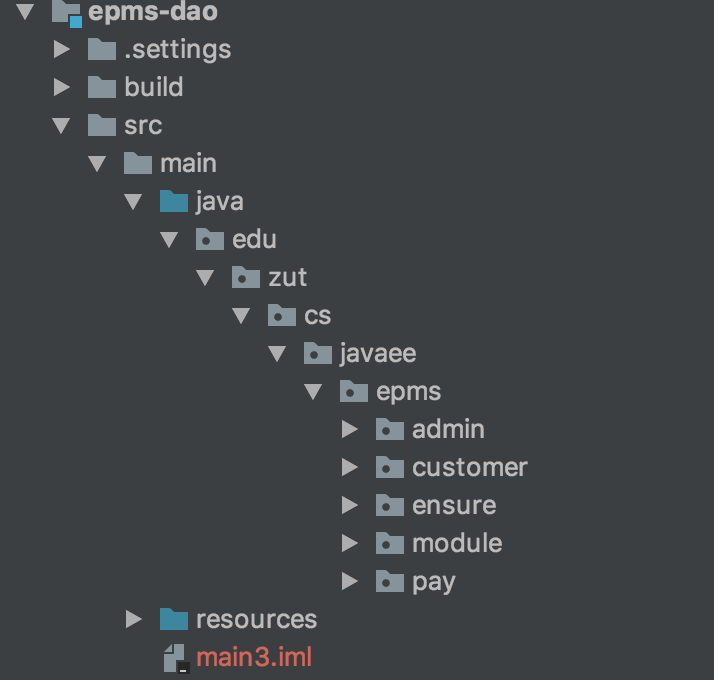 epms-dao
.settings
build
src
main
java
edu
zut
cs
javaee
epms
admin
customer
ensure
module
pay
resources
main3.iml